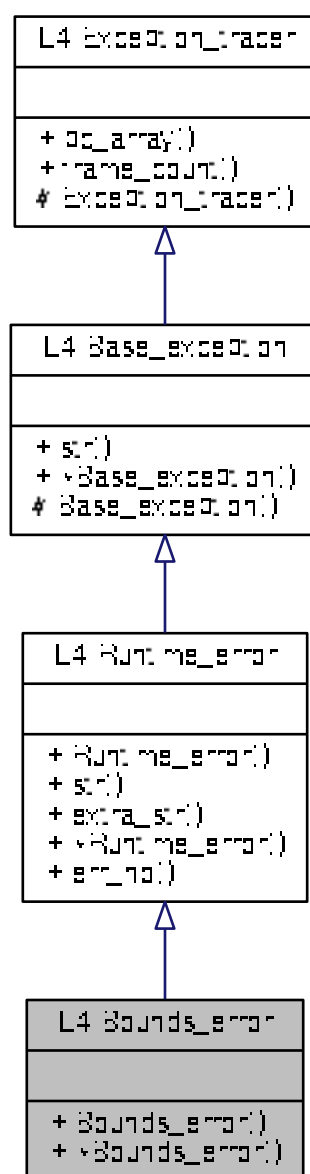 L4::Exception_tracer
+ pc_array()
+ frame_count()
# Exception_tracer()
L4::Base_exception
+ str()
+ ~Base_exception()
# Base_exception()
L4::Runtime_error
+ Runtime_error()
+ str()
+ extra_str()
+ ~Runtime_error()
+ err_no()
L4::Bounds_error
+ Bounds_error()
+ ~Bounds_error()